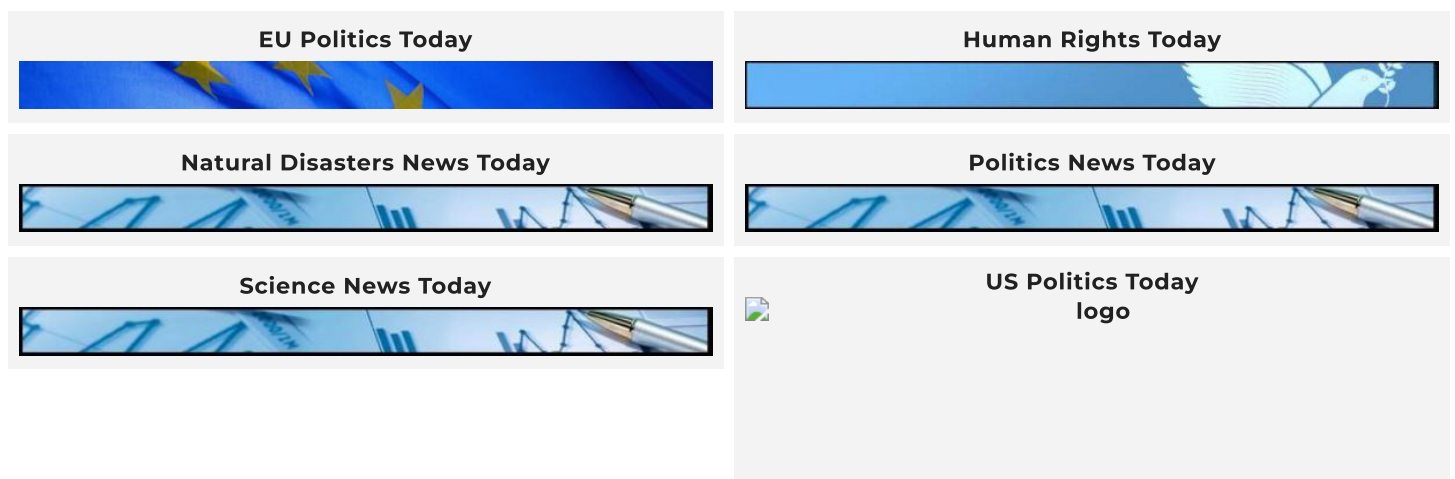 EU Politics Today
Human Rights Today
Natural Disasters News Today
Politics News Today
Science News Today
US Politics Today
logo